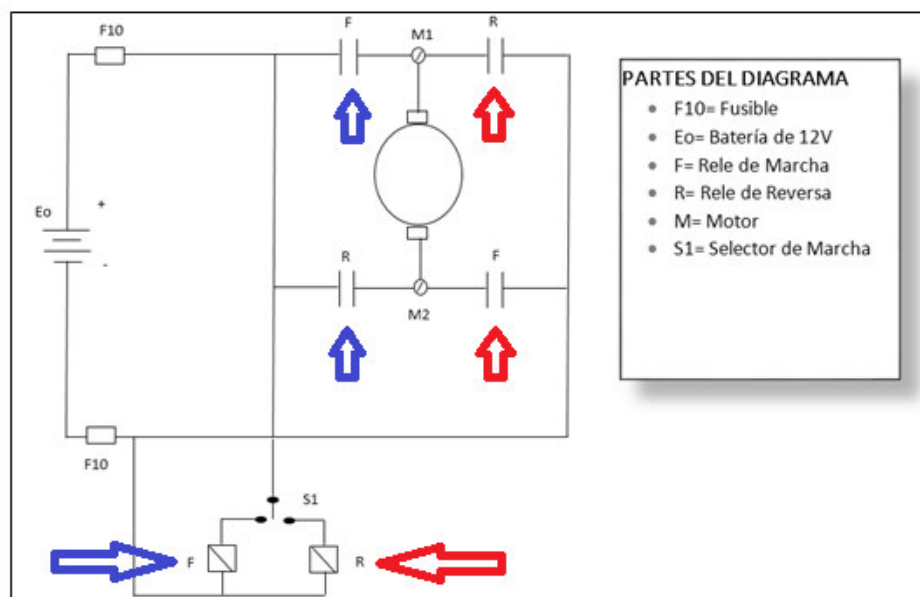 F10
F
M1
R
Eo
+
-
R
F
M2
F10
S1
F
R
PARTES DEL DIAGRAMA
• F10= Fusible
• Eo= Batería de 12V
• F= Rele de Marcha
• R= Rele de Reversa
• M= Motor
• S1= Selector de Marcha